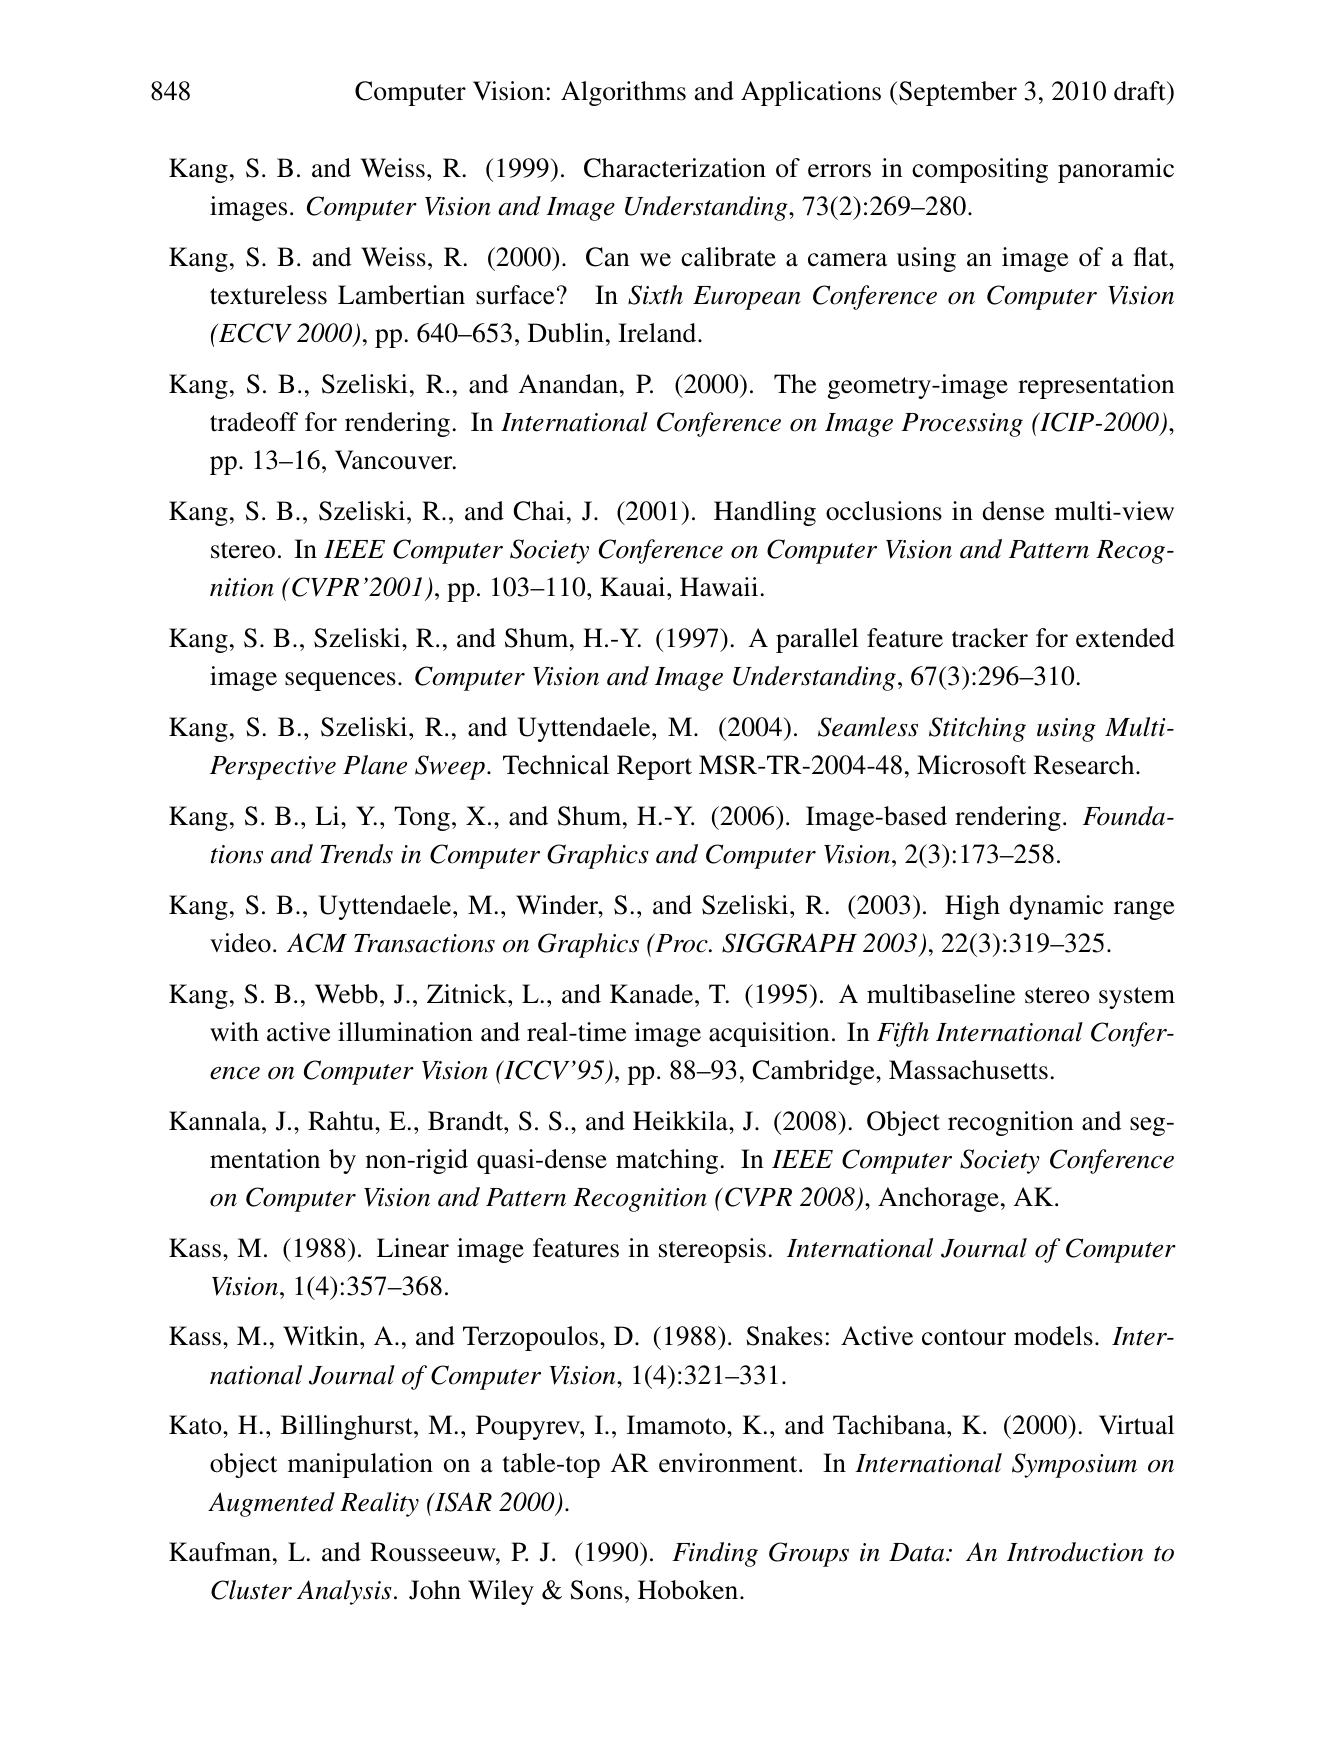 848 Computer Vision: Algorithms and Applications (September 3, 2010 draft)
Kang, S. B. and Weiss, R. (1999). Characterization of errors in compositing panoramic
images. Computer Vision and Image Understanding, 73(2):269–280.
Kang, S. B. and Weiss, R. (2000). Can we calibrate a camera using an image of a flat,
textureless Lambertian surface? In Sixth European Conference on Computer Vision
(ECCV 2000), pp. 640–653, Dublin, Ireland.
Kang, S. B., Szeliski, R., and Anandan, P. (2000). The geometry-image representation
tradeoff for rendering. In International Conference on Image Processing (ICIP-2000),
pp. 13–16, Vancouver.
Kang, S. B., Szeliski, R., and Chai, J. (2001). Handling occlusions in dense multi-view
stereo. In IEEE Computer Society Conference on Computer Vision and Pattern Recog-
nition (CVPR’2001), pp. 103–110, Kauai, Hawaii.
Kang, S. B., Szeliski, R., and Shum, H.-Y. (1997). A parallel feature tracker for extended
image sequences. Computer Vision and Image Understanding, 67(3):296–310.
Kang, S. B., Szeliski, R., and Uyttendaele, M. (2004). Seamless Stitching using Multi-
Perspective Plane Sweep. Technical Report MSR-TR-2004-48, Microsoft Research.
Kang, S. B., Li, Y., Tong, X., and Shum, H.-Y. (2006). Image-based rendering. Founda-
tions and Trends in Computer Graphics and Computer Vision, 2(3):173–258.
Kang, S. B., Uyttendaele, M., Winder, S., and Szeliski, R. (2003). High dynamic range
video. ACM Transactions on Graphics (Proc. SIGGRAPH 2003), 22(3):319–325.
Kang, S. B., Webb, J., Zitnick, L., and Kanade, T. (1995). A multibaseline stereo system
with active illumination and real-time image acquisition. In Fifth International Confer-
ence on Computer Vision (ICCV’95), pp. 88–93, Cambridge, Massachusetts.
Kannala, J., Rahtu, E., Brandt, S. S., and Heikkila, J. (2008). Object recognition and seg-
mentation by non-rigid quasi-dense matching. In IEEE Computer Society Conference
on Computer Vision and Pattern Recognition (CVPR 2008), Anchorage, AK.
Kass, M. (1988). Linear image features in stereopsis. International Journal of Computer
Vision, 1(4):357–368.
Kass, M., Witkin, A., and Terzopoulos, D. (1988). Snakes: Active contour models. Inter-
national Journal of Computer Vision, 1(4):321–331.
Kato, H., Billinghurst, M., Poupyrev, I., Imamoto, K., and Tachibana, K. (2000). Virtual
object manipulation on a table-top AR environment. In International Symposium on
Augmented Reality (ISAR 2000).
Kaufman, L. and Rousseeuw, P. J. (1990). Finding Groups in Data: An Introduction to
Cluster Analysis. John Wiley & Sons, Hoboken.